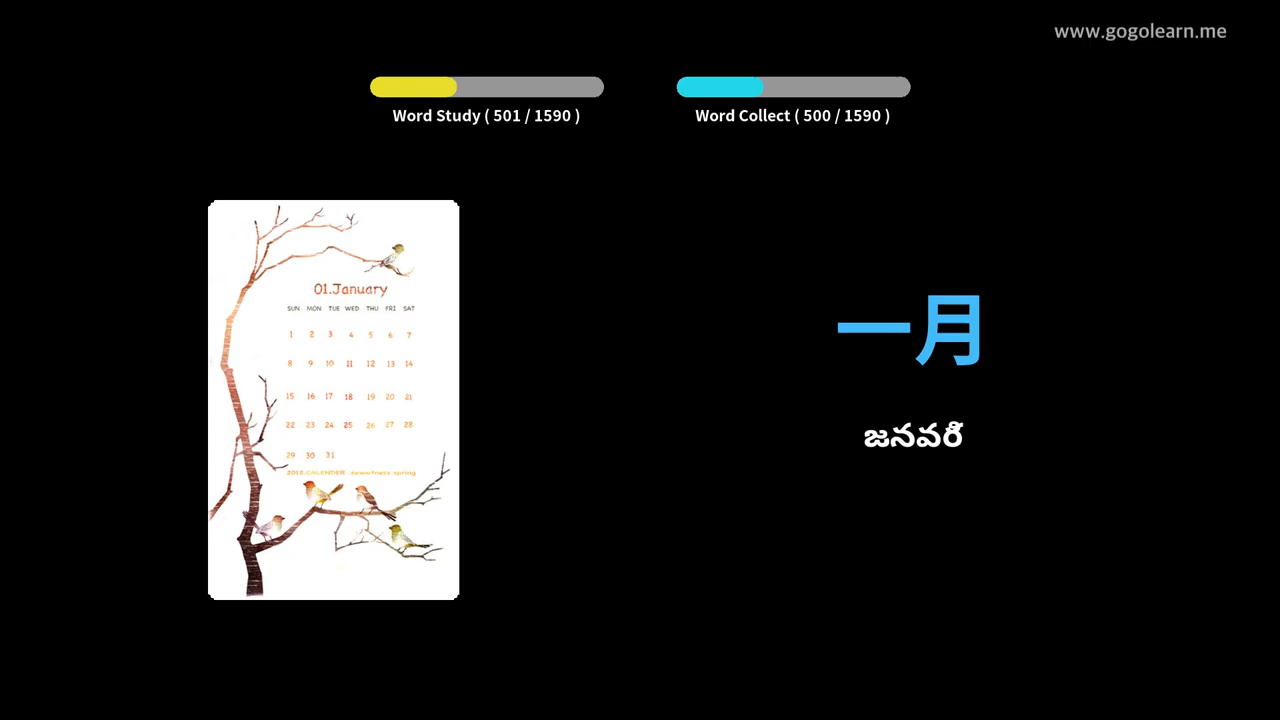 www.gogolearn.me
Word Study ( 501 / 1590 )
Word Collect ( 500 / 1590 )
01.January
SUN MON TUE WED THU FRI SAT
1 2 3 4 5 6 7
8 9 10 11 12 13 14
15 16 17 18 19 20 21
22 23 24 25 26 27 28
29 30 31
CALENDER
spring
一月
జనవరి